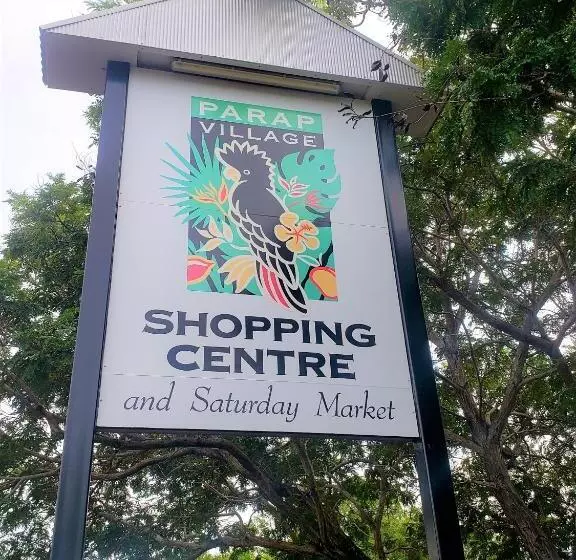 PARAP
VILLAGE
SHOPPING
CENTRE
and Saturday Market